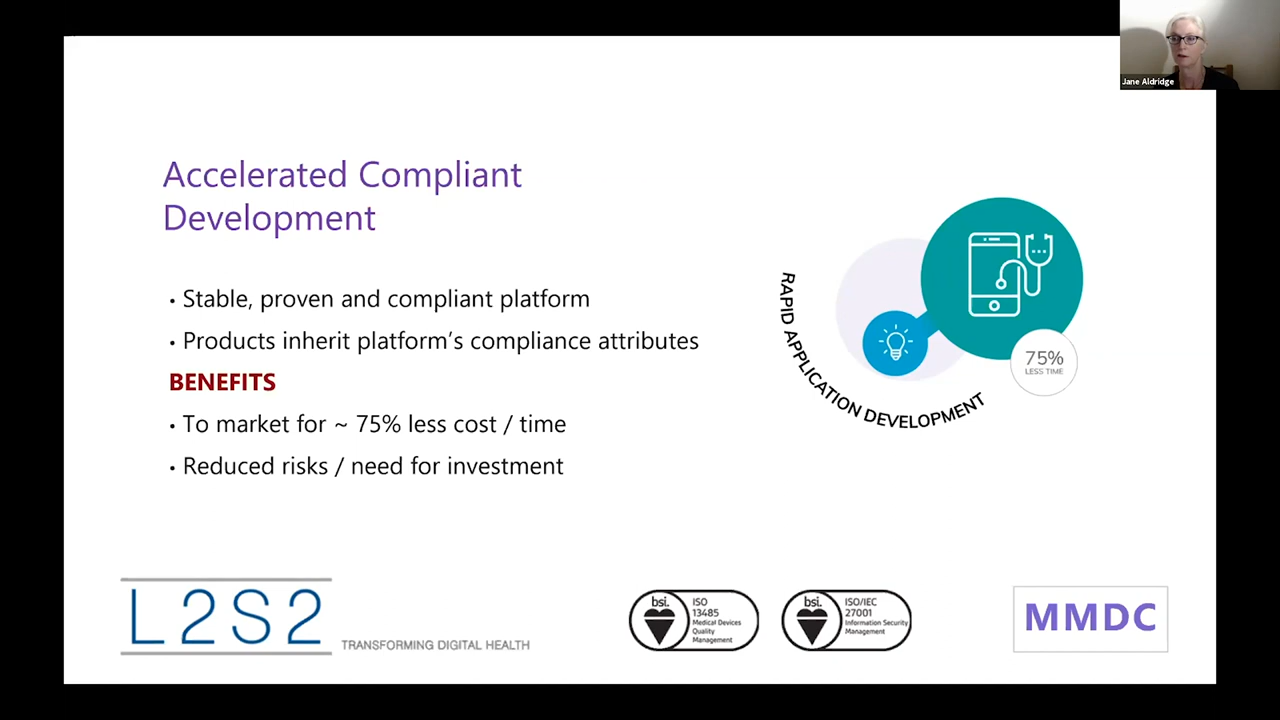 Jane Aldridge
Accelerated Compliant
Development
• Stable, proven and compliant platform
• Products inherit platform’s compliance attributes
BENEFITS
• To market for ~ 75% less cost / time
• Reduced risks / need for investment
RAPID APPLICATION DEVELOPMENT
75%
LESS TIME
L2S2
TRANSFORMING DIGITAL HEALTH
bsi.
ISO
13485
Medical Devices
Quality
Management
bsi.
ISO/IEC
27001
Information Security
Management
MMDC